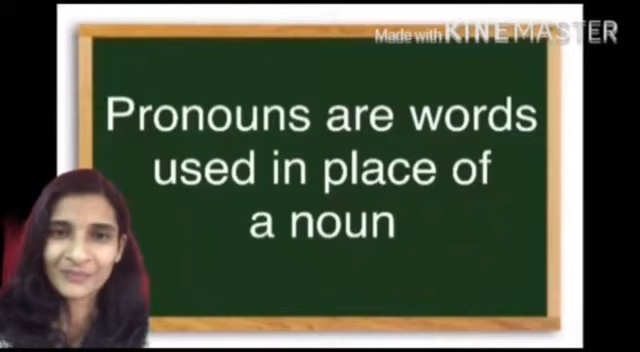 Made with KINEMASTER
Pronouns are words
used in place of
a noun